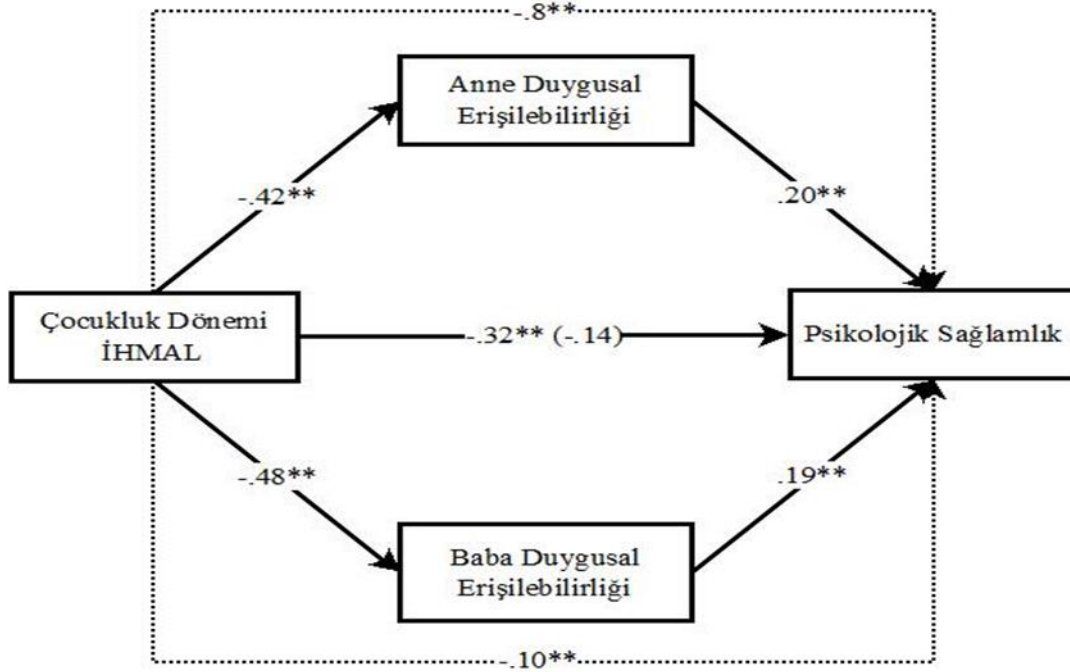 -.8**
Anne Duygusal
Erişilebilirliği
-.42**
.20**
Çocukluk Dönemi
İHMAL
-.32** (-.14)
Psikolojik Sağlamlık
-.48**
.19**
Baba Duygusal
Erişilebilirliği
-.10**